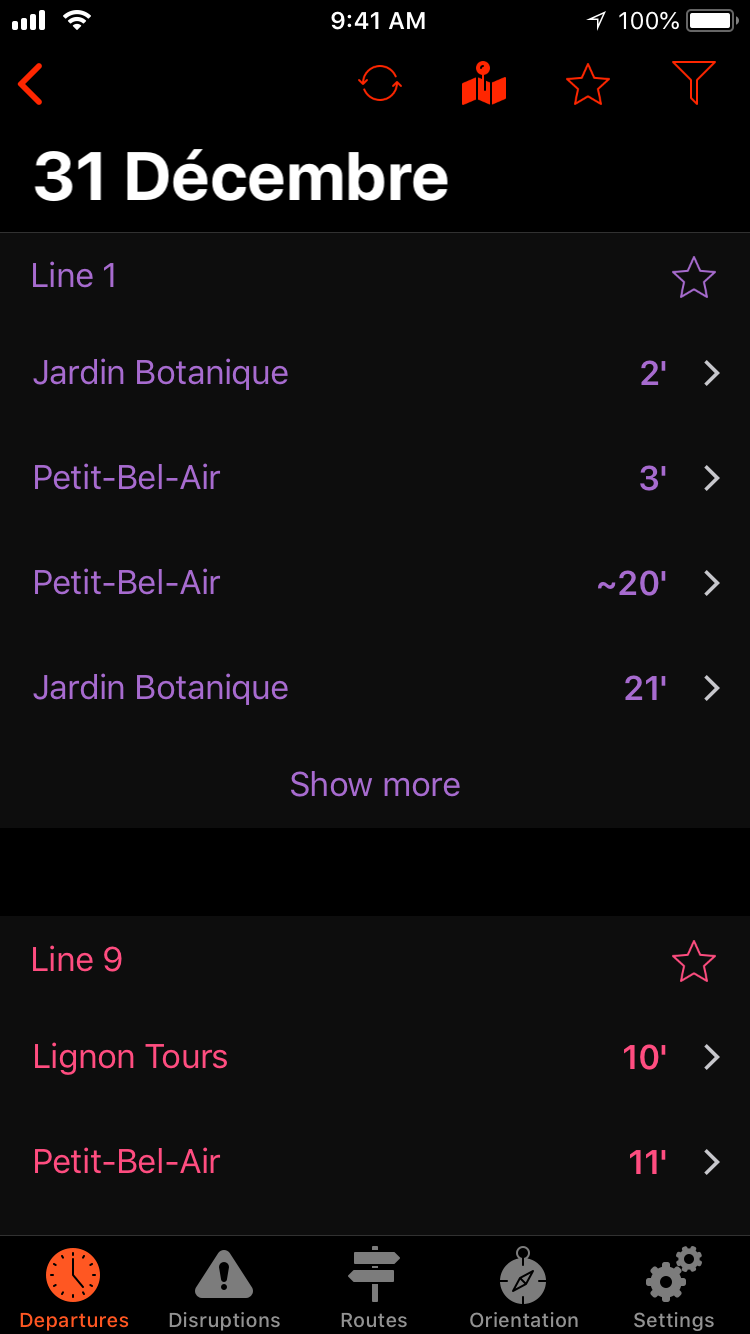 9:41 AM 100%
31 Décembre
Line 1
Jardin Botanique 2'
Petit-Bel-Air 3'
Petit-Bel-Air ~20'
Jardin Botanique 21'
Show more
Line 9
Lignon Tours 10'
Petit-Bel-Air 11'
Departures Disruptions Routes Orientation Settings